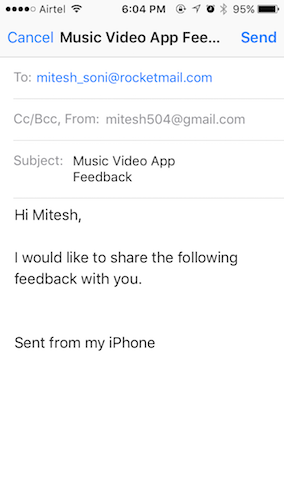 Airtel 6:04 PM 95%
Cancel Music Video App Fee... Send
To: mitesh_soni@rocketmail.com
Cc/Bcc, From: mitesh504@gmail.com
Subject: Music Video App
Feedback
Hi Mitesh,
I would like to share the following
feedback with you.
Sent from my iPhone